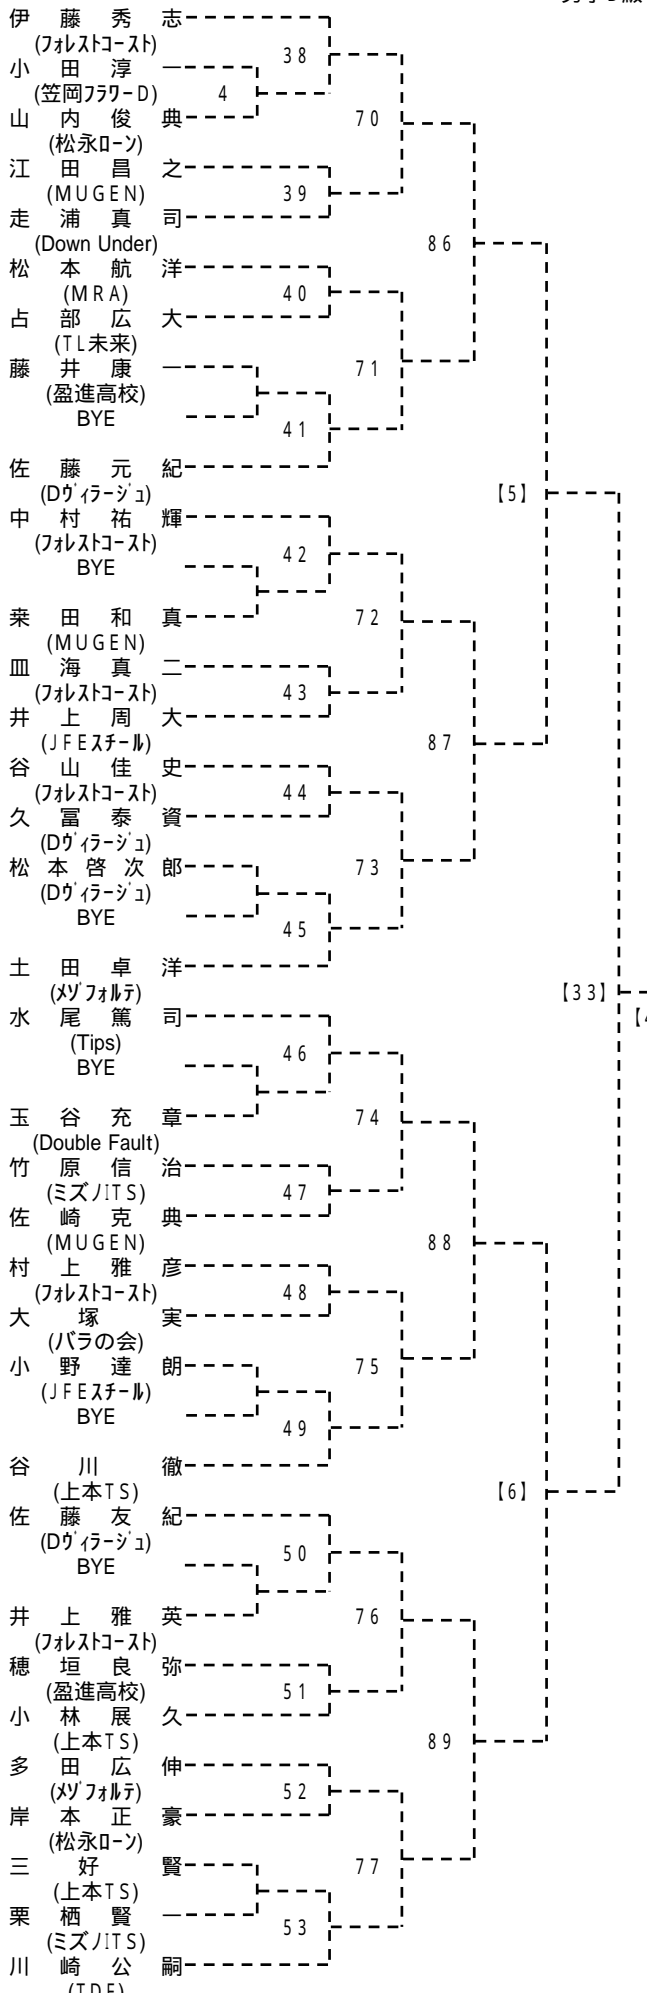 伊藤秀志
(フォレストコースト)
38
小田淳一
(笠岡フラワーD)
4
山内俊典
70
(松永ローン)
江田昌之
(MUGEN)
39
走浦真司
(Down Under)
86
松本航洋
(MRA)
40
占部広大
(TL未来)
藤井康一
71
(盈進高校)
BYE
41
佐藤元紀
(Dヴィラージュ)
【5】
中村祐輝
(フォレストコースト)
42
BYE
桒田和真
72
(MUGEN)
皿海真二
(フォレストコースト)
43
井上周大
(JFEスチール)
87
谷山佳史
(フォレストコースト)
44
久冨泰資
(Dヴィラージュ)
松本啓次郎
73
(Dヴィラージュ)
BYE
45
土田卓洋
(メゾフォルテ)
【33】
水尾篤司
(Tips)
46
BYE
玉谷充章
74
(Double Fault)
竹原信治
(ミズノITS)
47
佐崎克典
(MUGEN)
88
村上雅彦
(フォレストコースト)
48
大塚実
(バラの会)
小野達朗
75
(JFEスチール)
BYE
49
谷川徹
(上本TS)
【6】
佐藤友紀
(Dヴィラージュ)
50
BYE
井上雅英
76
(フォレストコースト)
穂垣良弥
(盈進高校)
51
小林展久
(上本TS)
89
多田広伸
(メゾフォルテ)
52
岸本正豪
(松永ローン)
三好賢
77
(上本TS)
栗栖賢一
(ミズノITS)
53
川崎公嗣